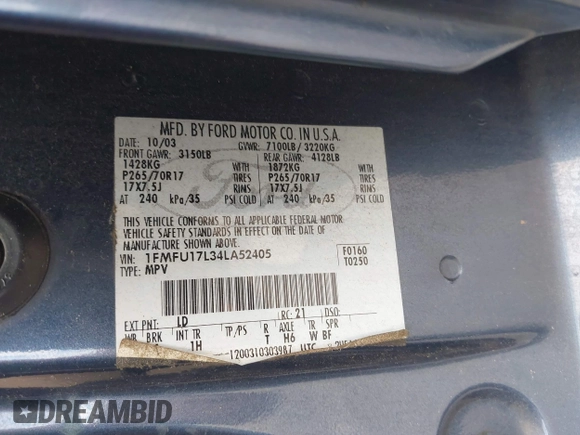 MFD. BY FORD MOTOR CO. IN U.S.A.
DATE: 10/03 GVWR: 7100LB/ 3220KG
FRONT GAWR: 3150LB REAR GAWR: 4128LB
1428KG WITH 1872KG WITH
P265/70R17 TIRES P265/70R17 TIRES
17X7.5J RIMS 17X7.5J RIMS
AT 240 kPa/35 PSI COLD AT 240 kPa/35 PSI COLD
THIS VEHICLE CONFORMS TO ALL APPLICABLE FEDERAL MOTOR
VEHICLE SAFETY STANDARDS IN EFFECT ON THE DATE OF
MANUFACTURE SHOWN ABOVE.
VIN: 1FMFU17L34LA52405 F0160
TYPE: MPV T0250
EXT PNT: LD RC: 21 DSO:
WB BRK INT TR TP/PS R AXLE TR SPR
1H T H6 W BF
1200310303987 UTC
DREAMBID